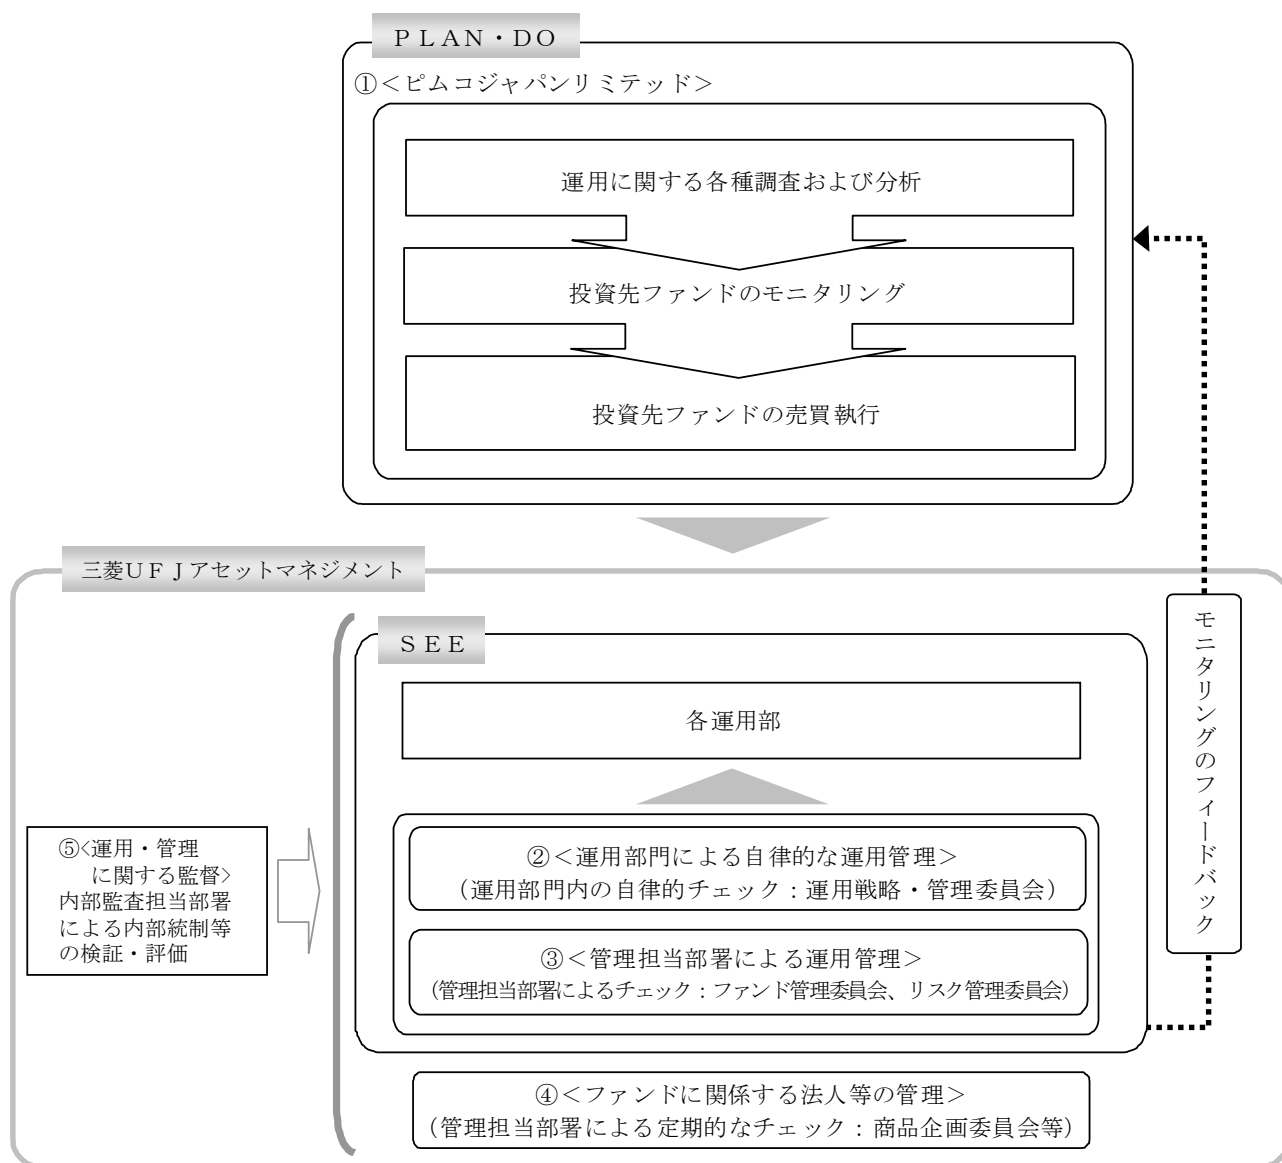 ＰＬＡＮ・ＤＯ
①＜ピムコジャパンリミテッド＞
運用に関する各種調査および分析
投資先ファンドのモニタリング
投資先ファンドの売買執行
三菱ＵＦＪアセットマネジメント
ＳＥＥ
各運用部
②＜運用部門による自律的な運用管理＞
（運用部門内の自律的チェック：運用戦略・管理委員会）
③＜管理担当部署による運用管理＞
（管理担当部署によるチェック：ファンド管理委員会、リスク管理委員会）
④＜ファンドに関係する法人等の管理＞
（管理担当部署による定期的なチェック：商品企画委員会等）
⑤<運用・管理
に関する監督>
内部監査担当部署
による内部統制等
の検証・評価
モニタリングのフィードバック